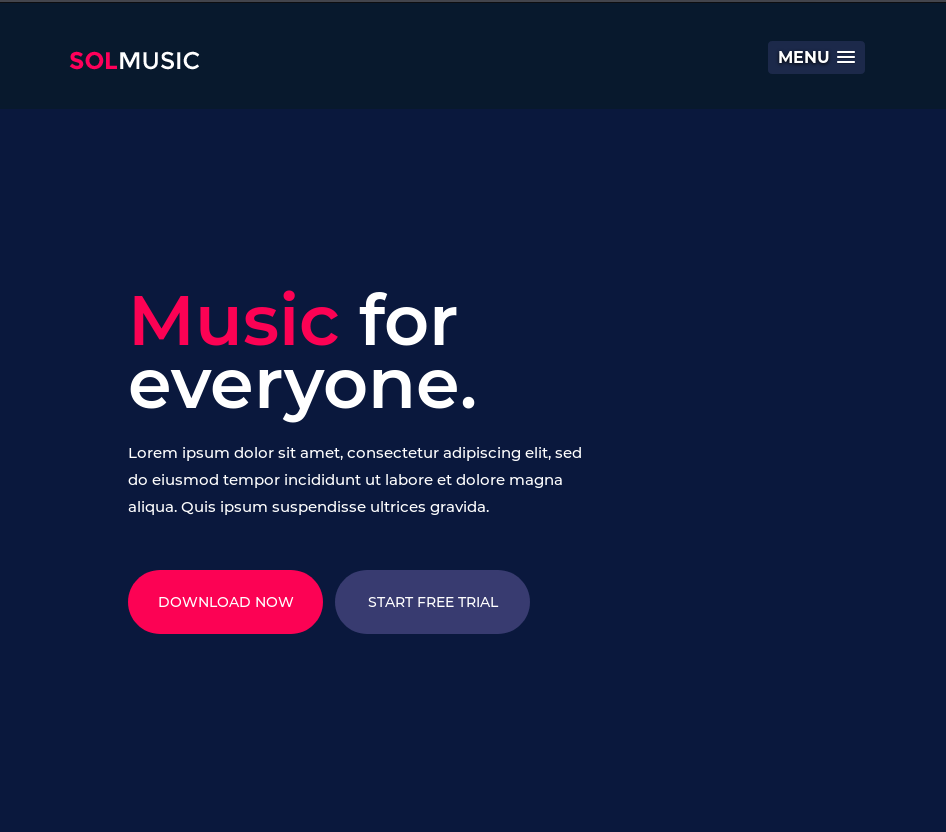 SOLMUSIC
MENU
Music for
everyone.
Lorem ipsum dolor sit amet, consectetur adipiscing elit, sed
do eiusmod tempor incididunt ut labore et dolore magna
aliqua. Quis ipsum suspendisse ultrices gravida.
DOWNLOAD NOW
START FREE TRIAL